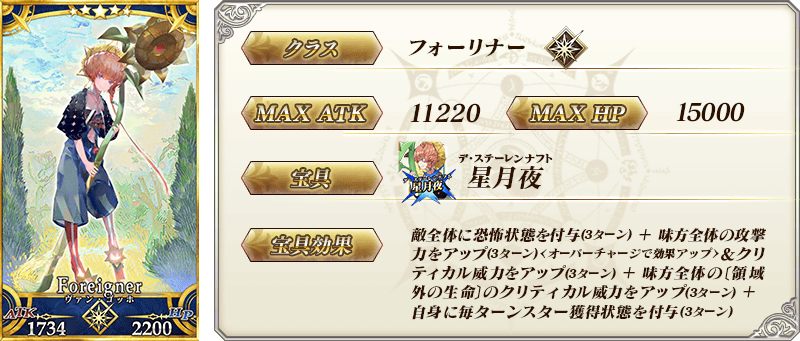 Foreigner
ヴァン・ゴッホ
ATK
1734
HP
2200
クラス
フォーリナー
MAX ATK
11220
MAX HP
15000
宝具
星月夜
デ・ステーレンナフト
星月夜
宝具効果
敵全体に恐怖状態を付与(3ターン) ＋ 味方全体の攻撃
力をアップ(3ターン)<オーバーチャージで効果アップ>&クリ
ティカル威力をアップ(3ターン) ＋ 味方全体の〔領域
外の生命〕のクリティカル威力をアップ(3ターン) ＋
自身に毎ターンスター獲得状態を付与(3ターン)